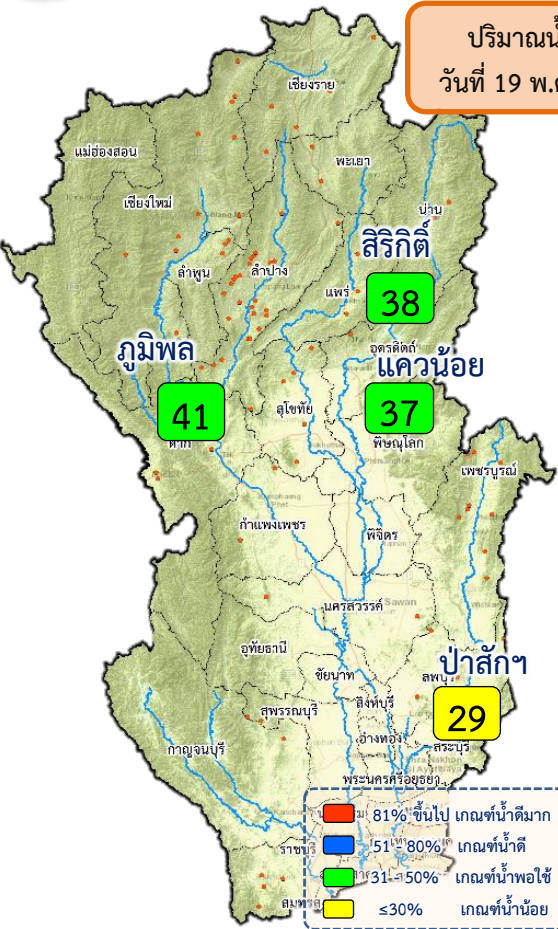 ปริมาณน้
วันที่ 19 พ.ค
เชียงราย
แม่ฮ่องสอน
พะเยา
เชียงใหม่
น่าน
สิริกิติ์
ลำพูน
ลำปาง
แพร่
38
อุตรดิตถ์
ภูมิพล
แควน้อย
41
37
สุโขทัย
ตาก
พิษณุโลก
เพชรบูรณ์
กำแพงเพชร
พิจิตร
นครสวรรค์
อุทัยธานี
ชัยนาท
ป่าสักฯ
ลพบุรี
สิงห์บุรี
29
สุพรรณบุรี
อ่างทอง
สระบุรี
กาญจนบุรี
พระนครศรีอยุธยา
81% ขึ้นไป เกณฑ์น้ำดีมาก
51 - 80% เกณฑ์น้ำดี
ราชบุรี
31 - 50% เกณฑ์น้ำพอใช้
≤30% เกณฑ์น้ำน้อย
สมุทรส